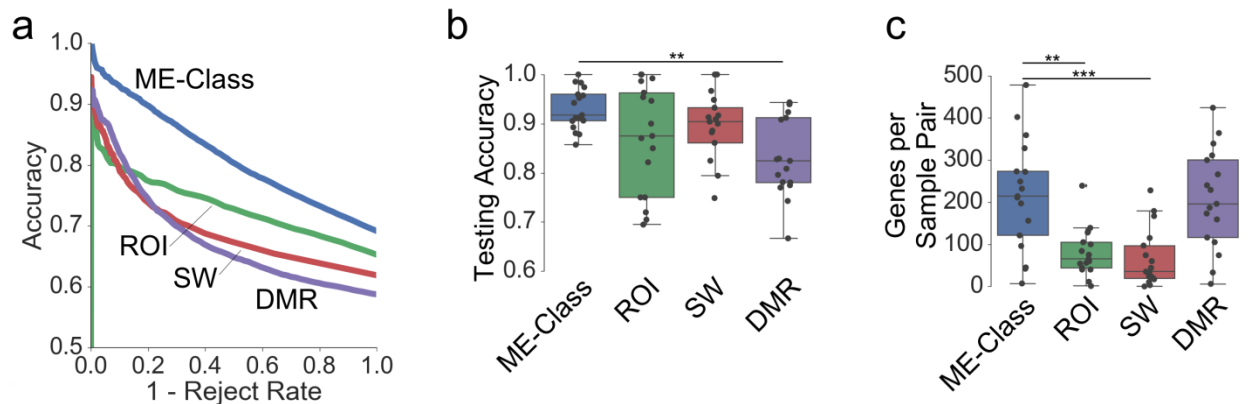 a
1.0
0.9
0.8
0.7
0.6
0.5
Accuracy
ME-Class
ROI
SW
DMR
0.0 0.2 0.4 0.6 0.8 1.0
1 - Reject Rate
b
**
1.0
0.9
0.8
0.7
0.6
Testing Accuracy
ME-Class
ROI
SW
DMR
c
**
***
500
400
300
200
100
0
Genes per
Sample Pair
ME-Class
ROI
SW
DMR